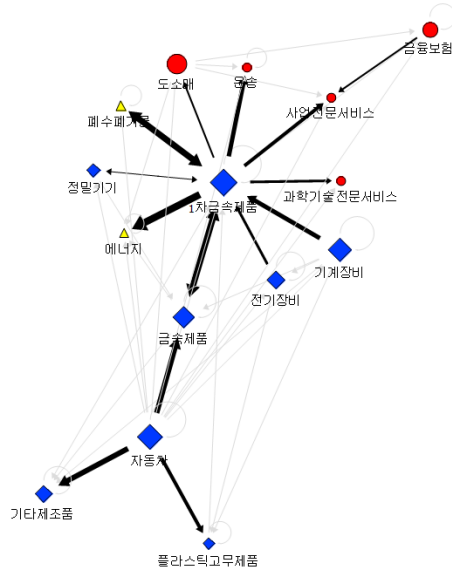 금융보험
도소매
운송
사업전문서비스
폐수폐기물
정밀기기
1차금속제품
과학기술전문서비스
에너지
기계장비
전기장비
금속제품
자동차
기타제조품
플라스틱고무제품